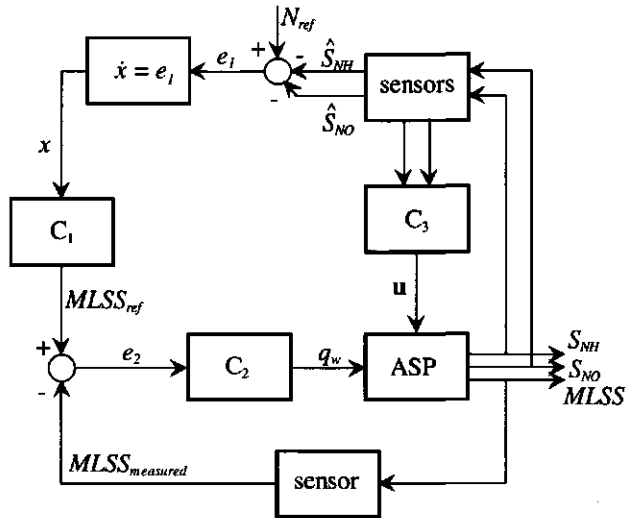 N_ref
+
-
Ŝ_NH
e_1
ẋ = e_1
sensors
-
Ŝ_NO
x
C_1
C_3
MLSS_ref
u
+
e_2
C_2
q_w
ASP
S_NH
S_NO
MLSS
-
MLSS_measured
sensor